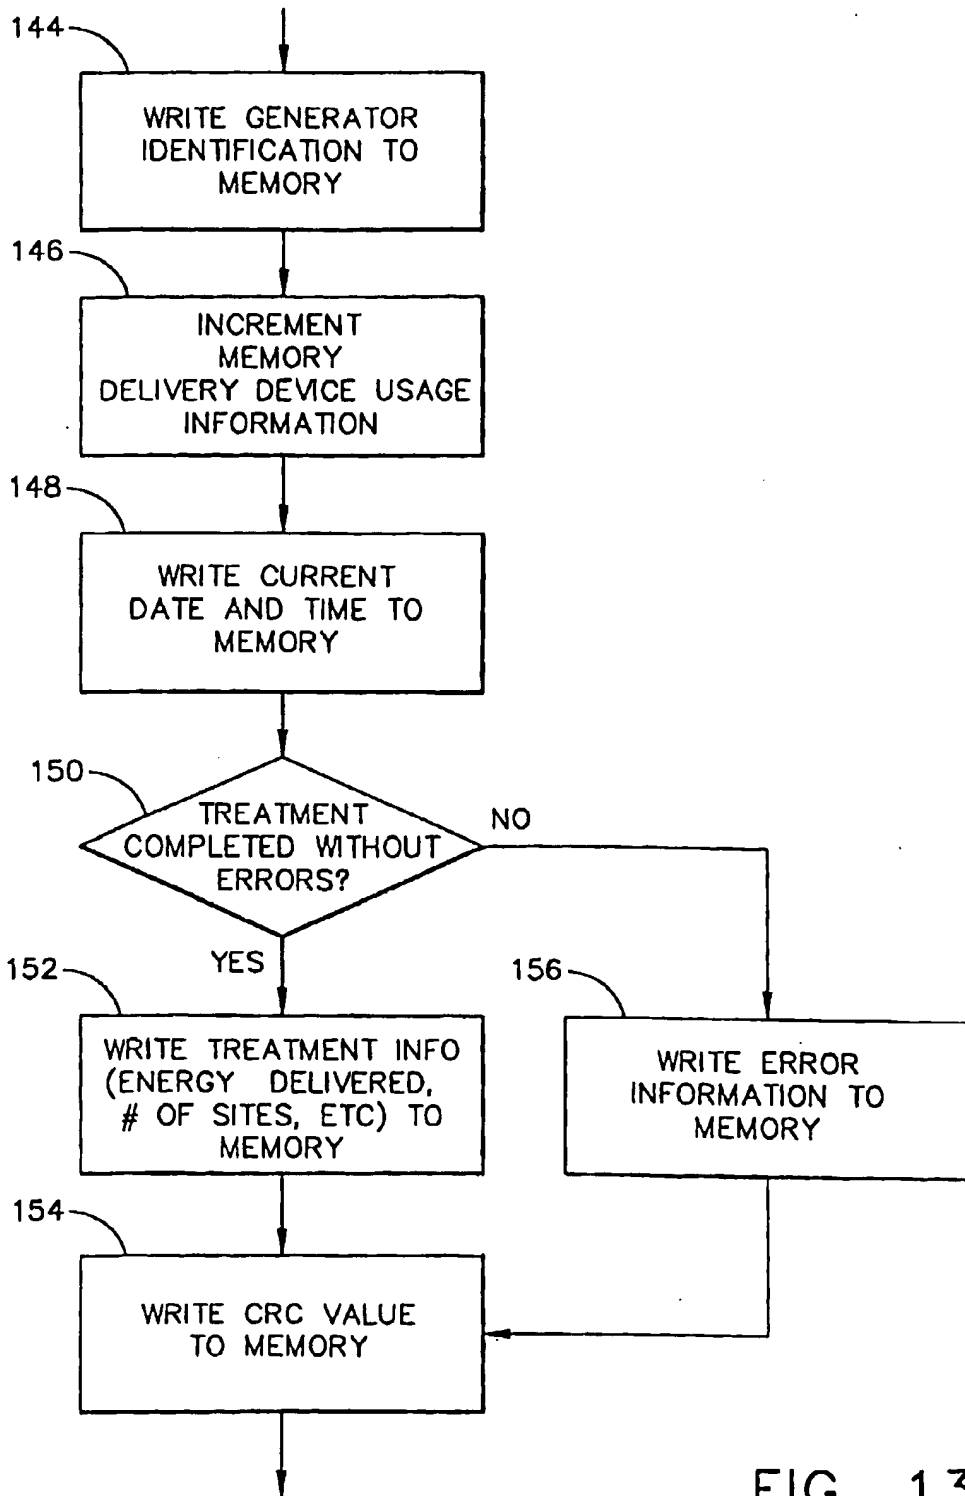 144
WRITE GENERATOR
IDENTIFICATION TO
MEMORY
146
INCREMENT
MEMORY
DELIVERY DEVICE USAGE
INFORMATION
148
WRITE CURRENT
DATE AND TIME TO
MEMORY
150
TREATMENT
COMPLETED WITHOUT
ERRORS?
NO
YES
152
WRITE TREATMENT INFO
(ENERGY DELIVERED,
# OF SITES, ETC) TO
MEMORY
156
WRITE ERROR
INFORMATION TO
MEMORY
154
WRITE CRC VALUE
TO MEMORY
FIG. 13